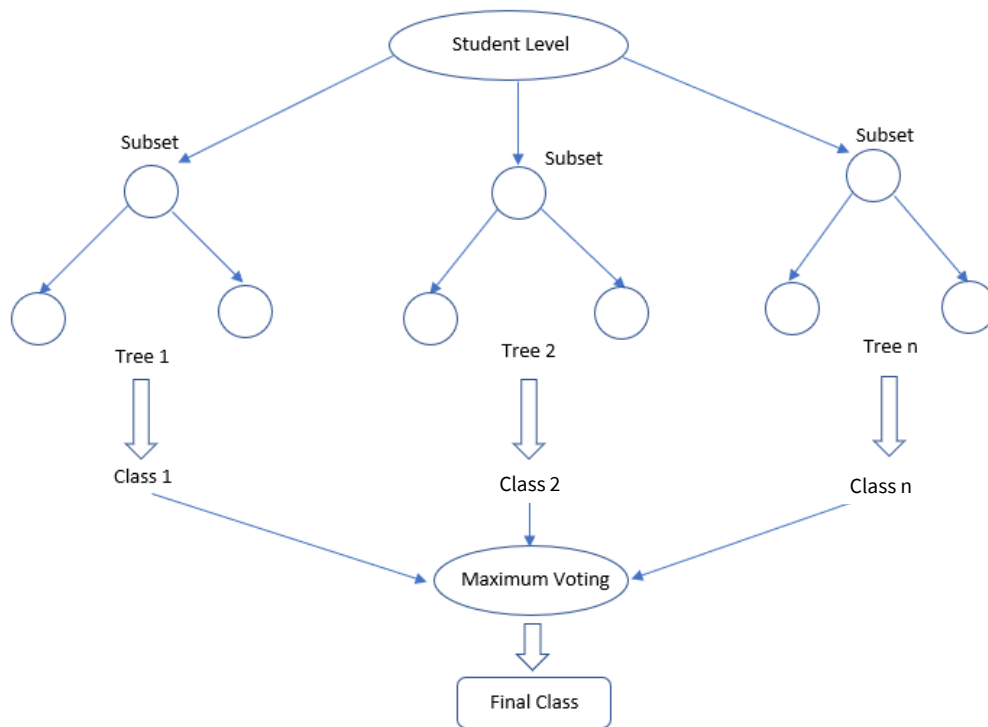 Student Level
Subset
Subset
Subset
Tree 1
Tree 2
Tree n
Class 1
Class 2
Class n
Maximum Voting
Final Class